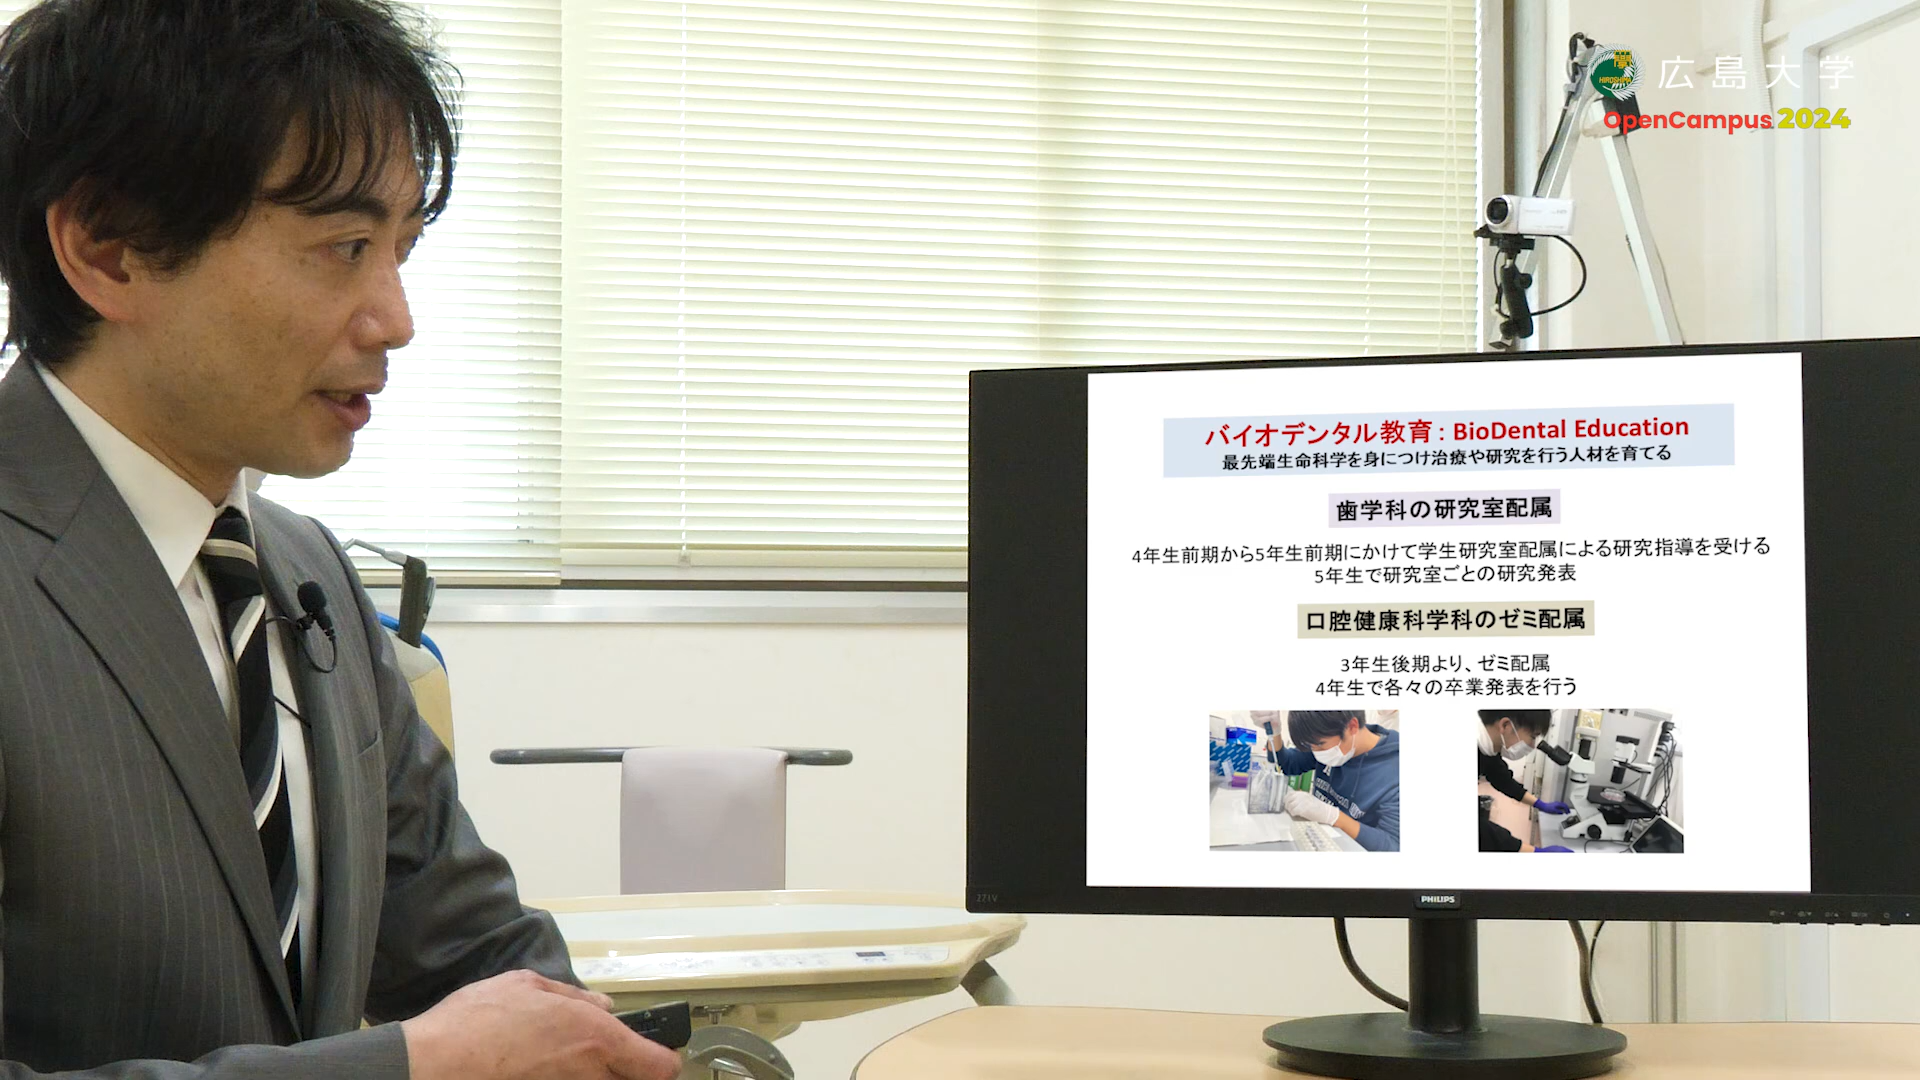 広島大学
HIROSHIMA
OpenCampus 2024
バイオデンタル教育：BioDental Education
最先端生命科学を身につけ治療や研究を行う人材を育てる
歯学科の研究室配属
4年生前期から5年生前期にかけて学生研究室配属による研究指導を受ける
5年生で研究室ごとの研究発表
口腔健康科学科のゼミ配属
3年生後期より、ゼミ配属
4年生で各々の卒業発表を行う
PHILIPS